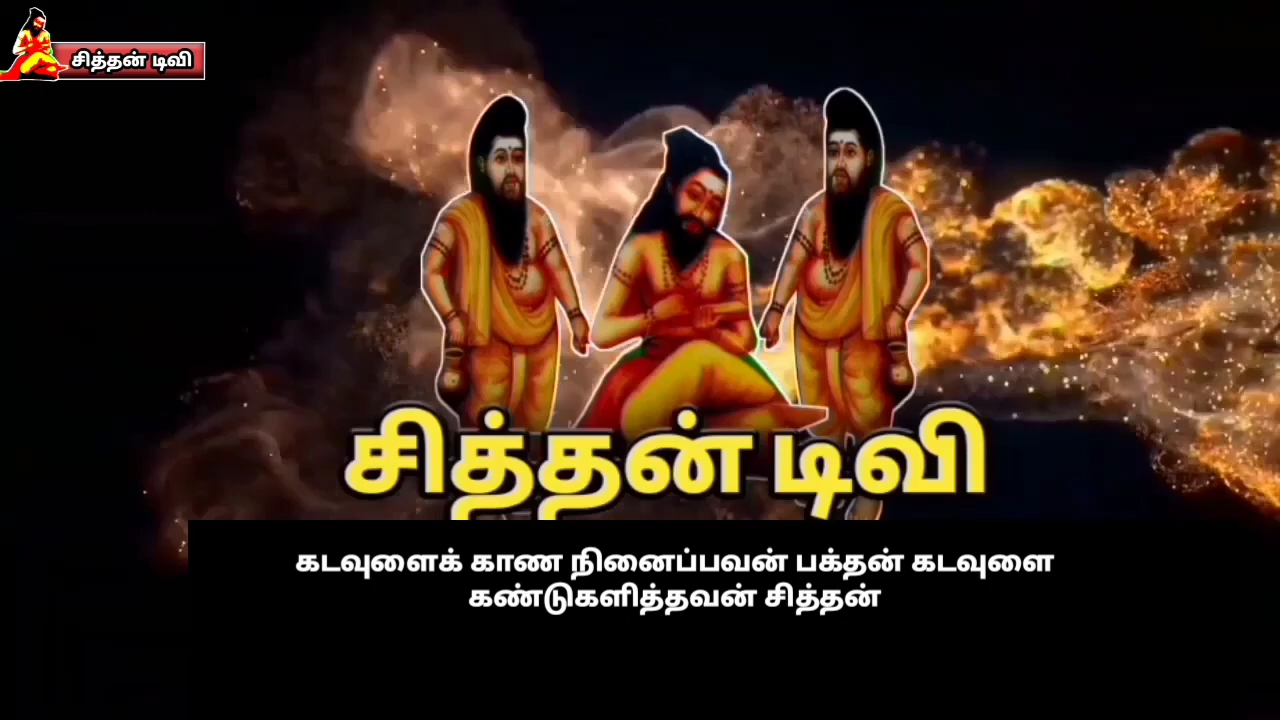 சித்தன் டிவி
சித்தன் டிவி
கடவுளைக் காண நினைப்பவன் பக்தன் கடவுளை
கண்டுகளித்தவன் சித்தன்